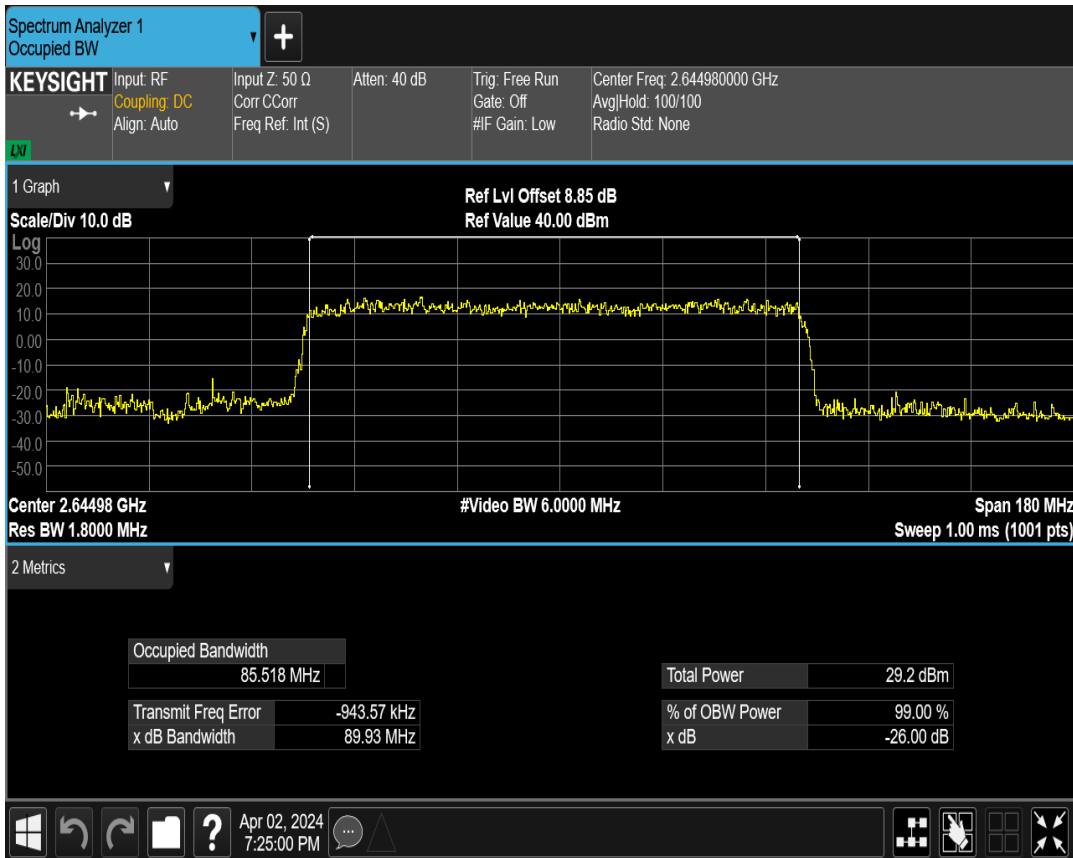 Spectrum Analyzer 1
Occupied BW
KEYSIGHT
Input: RF
Coupling: DC
Align: Auto
Input Z: 50 Ω
Corr CCorr
Freq Ref: Int (S)
Atten: 40 dB
Trig: Free Run
Gate: Off
#IF Gain: Low
Center Freq: 2.644980000 GHz
Avg|Hold: 100/100
Radio Std: None
LXI
1 Graph
Scale/Div 10.0 dB
Ref Lvl Offset 8.85 dB
Ref Value 40.00 dBm
Log
30.0
20.0
10.0
0.00
-10.0
-20.0
-30.0
-40.0
-50.0
Center 2.64498 GHz
#Video BW 6.0000 MHz
Span 180 MHz
Res BW 1.8000 MHz
Sweep 1.00 ms (1001 pts)
2 Metrics
Occupied Bandwidth
85.518 MHz
Total Power 29.2 dBm
Transmit Freq Error -943.57 kHz
% of OBW Power 99.00 %
x dB Bandwidth 89.93 MHz
x dB -26.00 dB
Apr 02, 2024
7:25:00 PM